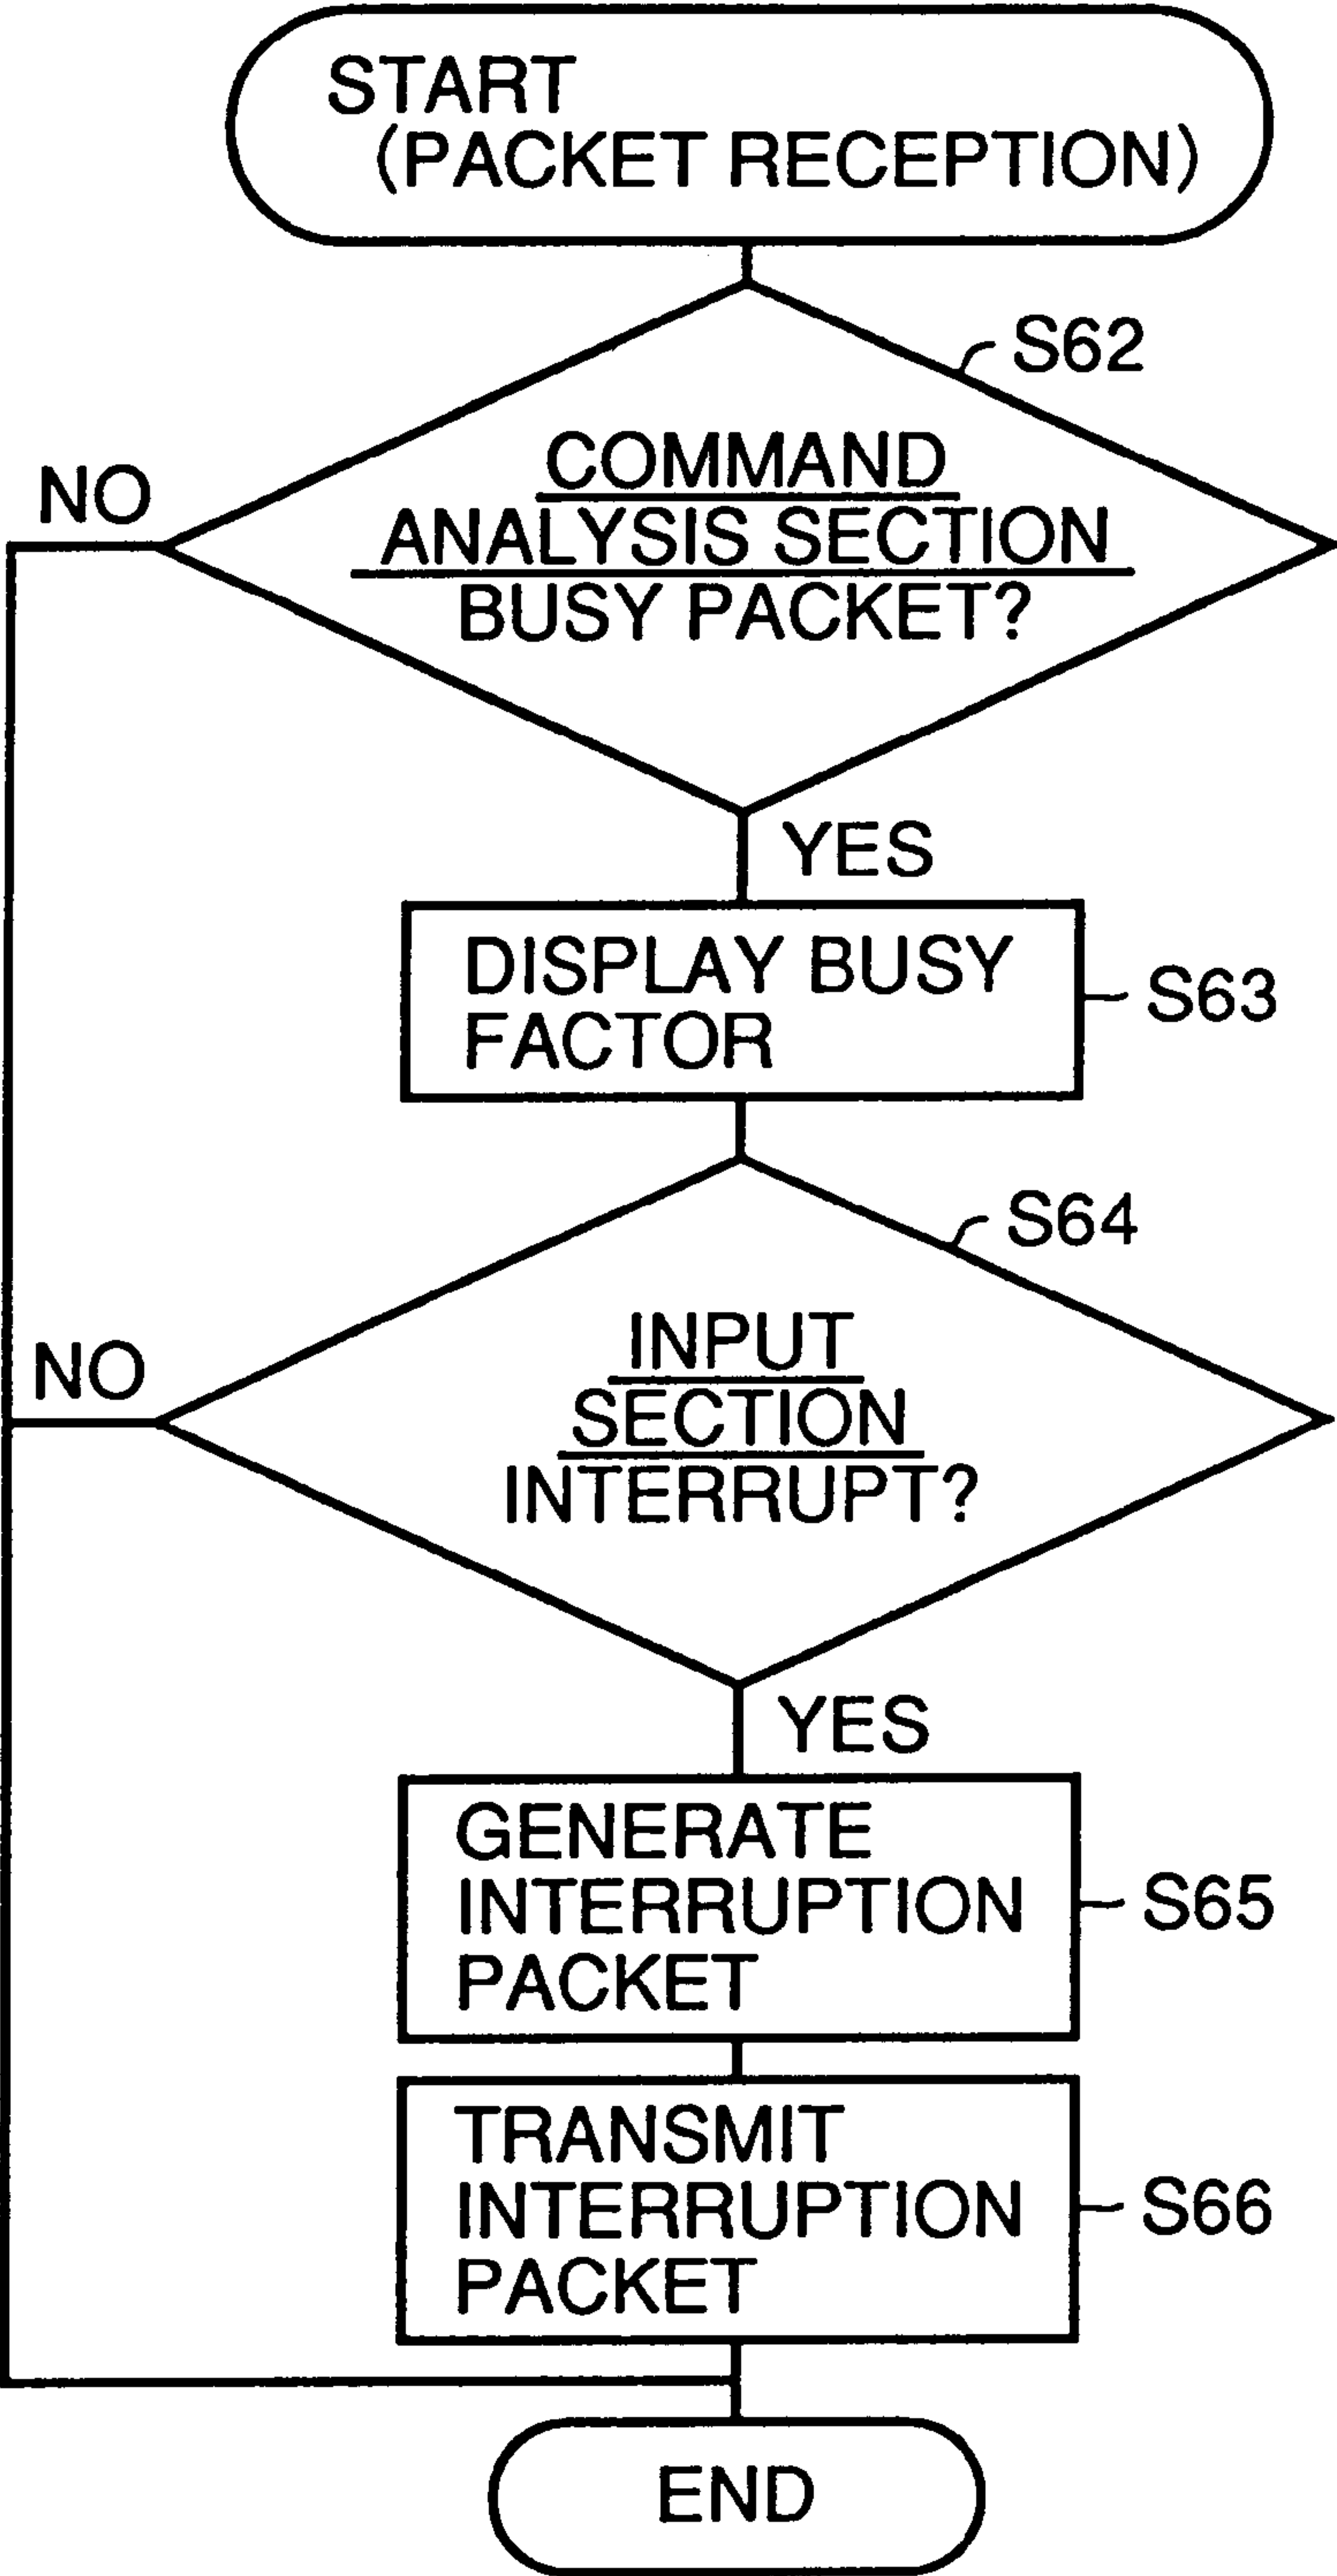 START
(PACKET RECEPTION)
S62
COMMAND
ANALYSIS SECTION
BUSY PACKET?
NO
YES
DISPLAY BUSY
FACTOR
S63
S64
INPUT
SECTION
INTERRUPT?
NO
YES
GENERATE
INTERRUPTION
PACKET
S65
TRANSMIT
INTERRUPTION
PACKET
S66
END